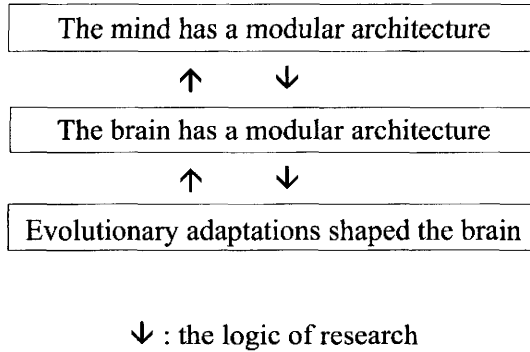 The mind has a modular architecture
↑ ↓
The brain has a modular architecture
↑ ↓
Evolutionary adaptations shaped the brain
↓ : the logic of research